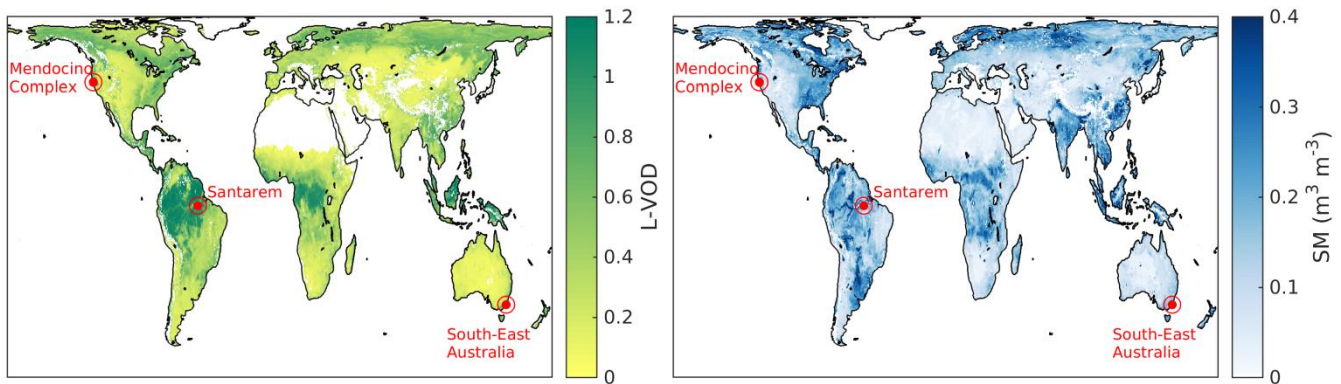 Mendocino
Complex
Santarem
South-East
Australia
1.2
1
0.8
0.6
0.4
0.2
0
L-VOD
Mendocino
Complex
Santarem
South-East
Australia
0.4
0.3
0.2
0.1
0
SM (m³ m⁻³)